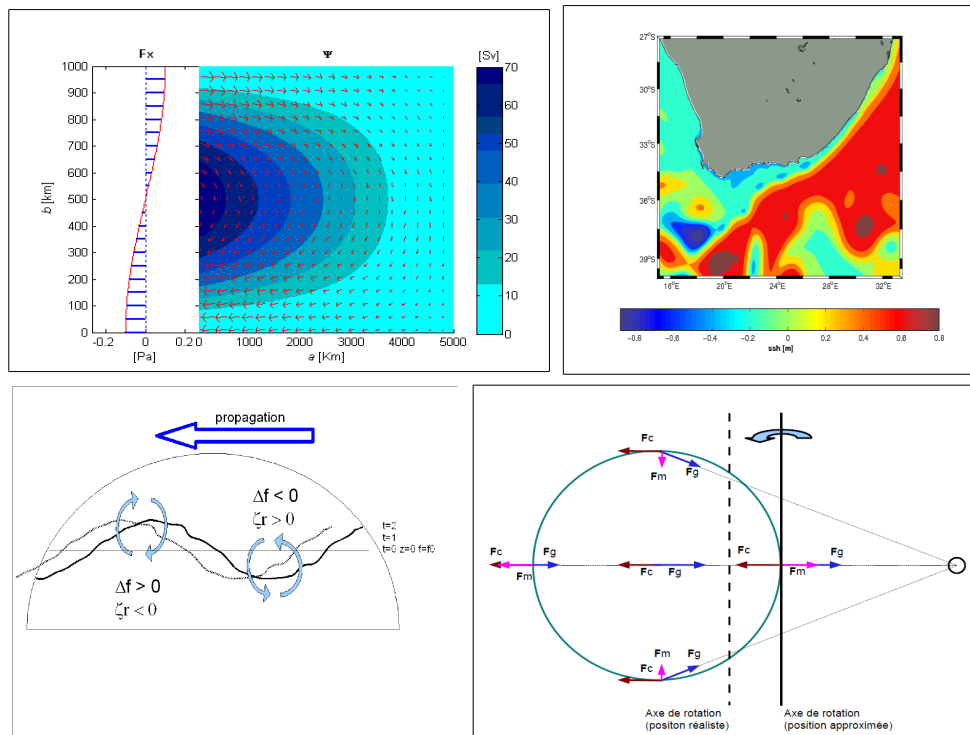 Fx
Ψ
[Sv]
1000
900
800
700
600
500
400
300
200
100
0
b [km]
-0.2 0 0.2
[Pa]
0 1000 2000 3000 4000 5000
a [Km]
70
60
50
40
30
20
10
0
27°S
30°S
33°S
36°S
39°S
16°E 20°E 24°E 28°E 32°E
−0.8 −0.6 −0.4 −0.2 0 0.2 0.4 0.6 0.8
ssh [m]
propagation
Δf < 0
ζr > 0
t=2
t=1
t=0 z=0 f=f0
Δf > 0
ζr < 0
Fc
Fm
Fg
Fc Fg Fc Fc Fg
Fm Fg Fm
Fm
Fg
Fc
Axe de rotation
(positon réaliste)
Axe de rotation
(position approximée)